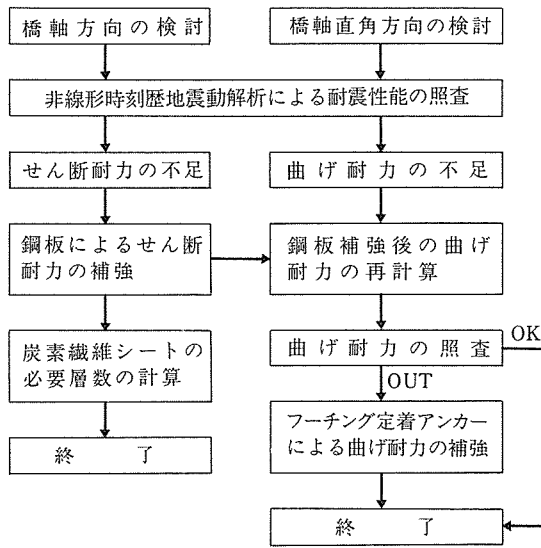 橋軸方向の検討
橋軸直角方向の検討
非線形時刻歴地震動解析による耐震性能の照査
せん断耐力の不足
曲げ耐力の不足
鋼板によるせん断
耐力の補強
鋼板補強後の曲げ
耐力の再計算
炭素繊維シートの
必要層数の計算
曲げ耐力の照査
OK
OUT
フーチング定着アンカー
による曲げ耐力の補強
終了
終了